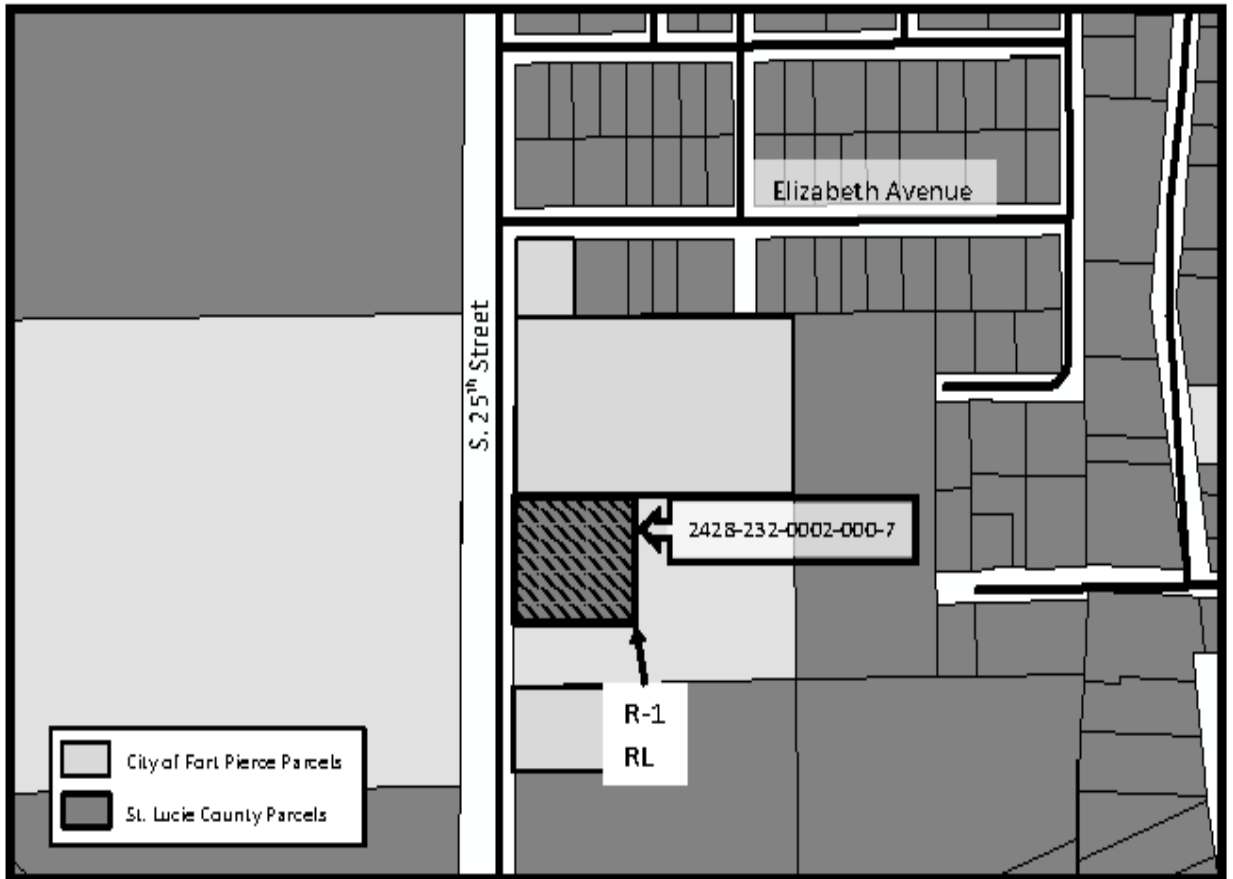 Elizabeth Avenue
S. 25th Street
2428-232-0002-000-7
R-1
RL
City of Fort Pierce Parcels
St. Lucie County Parcels